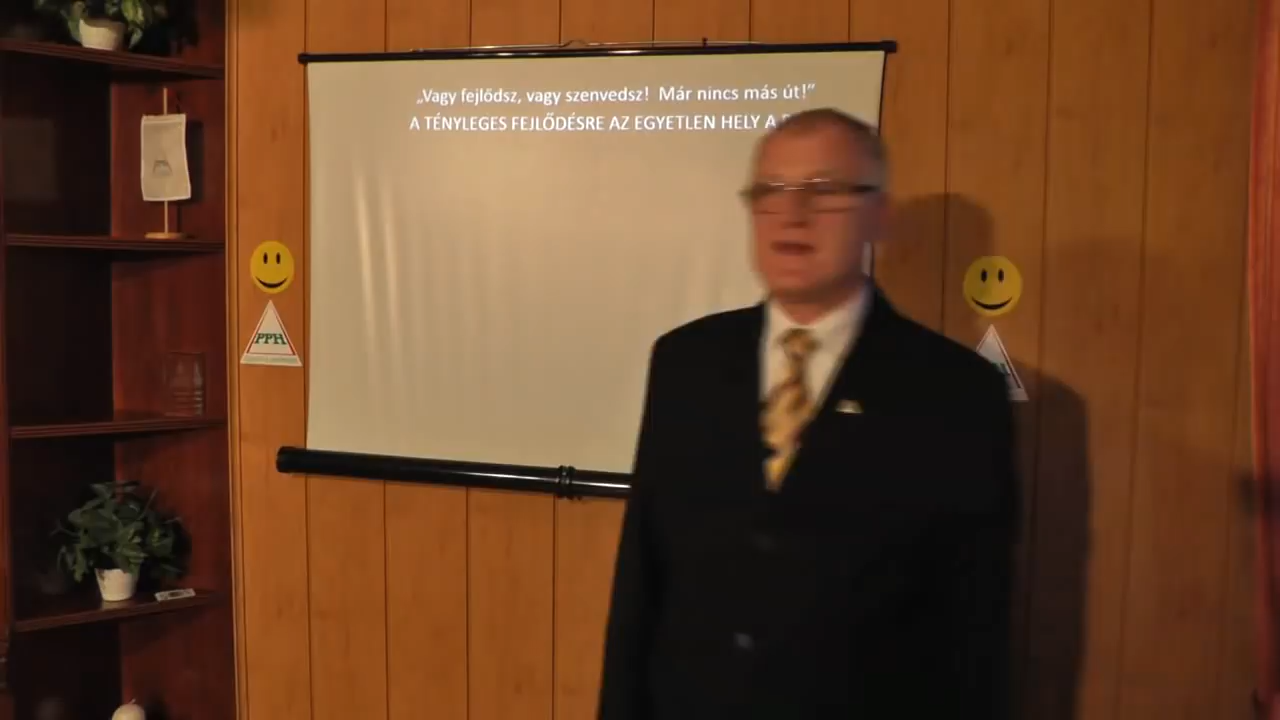 „Vagy fejlődsz, vagy szenvedsz!  Már nincs más út!”
A TÉNYLEGES FEJLŐDÉSRE AZ EGYETLEN HELY A
PPH